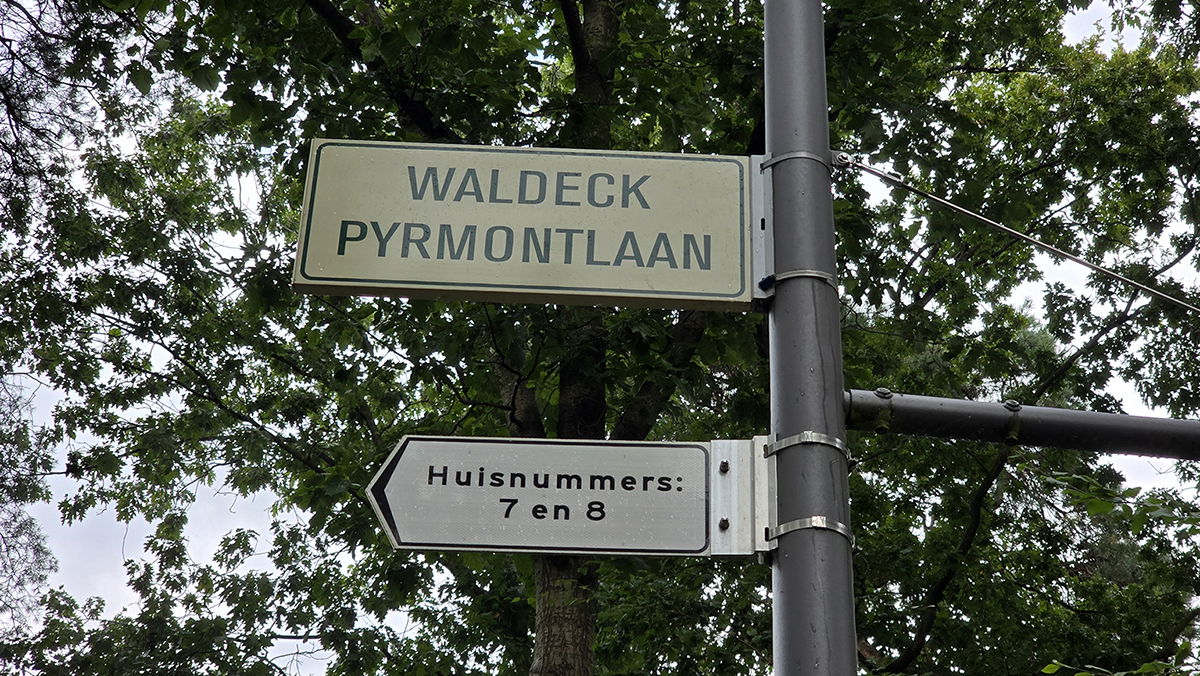 WALDECK
PYRMONTLAAN
Huisnummers:
7 en 8